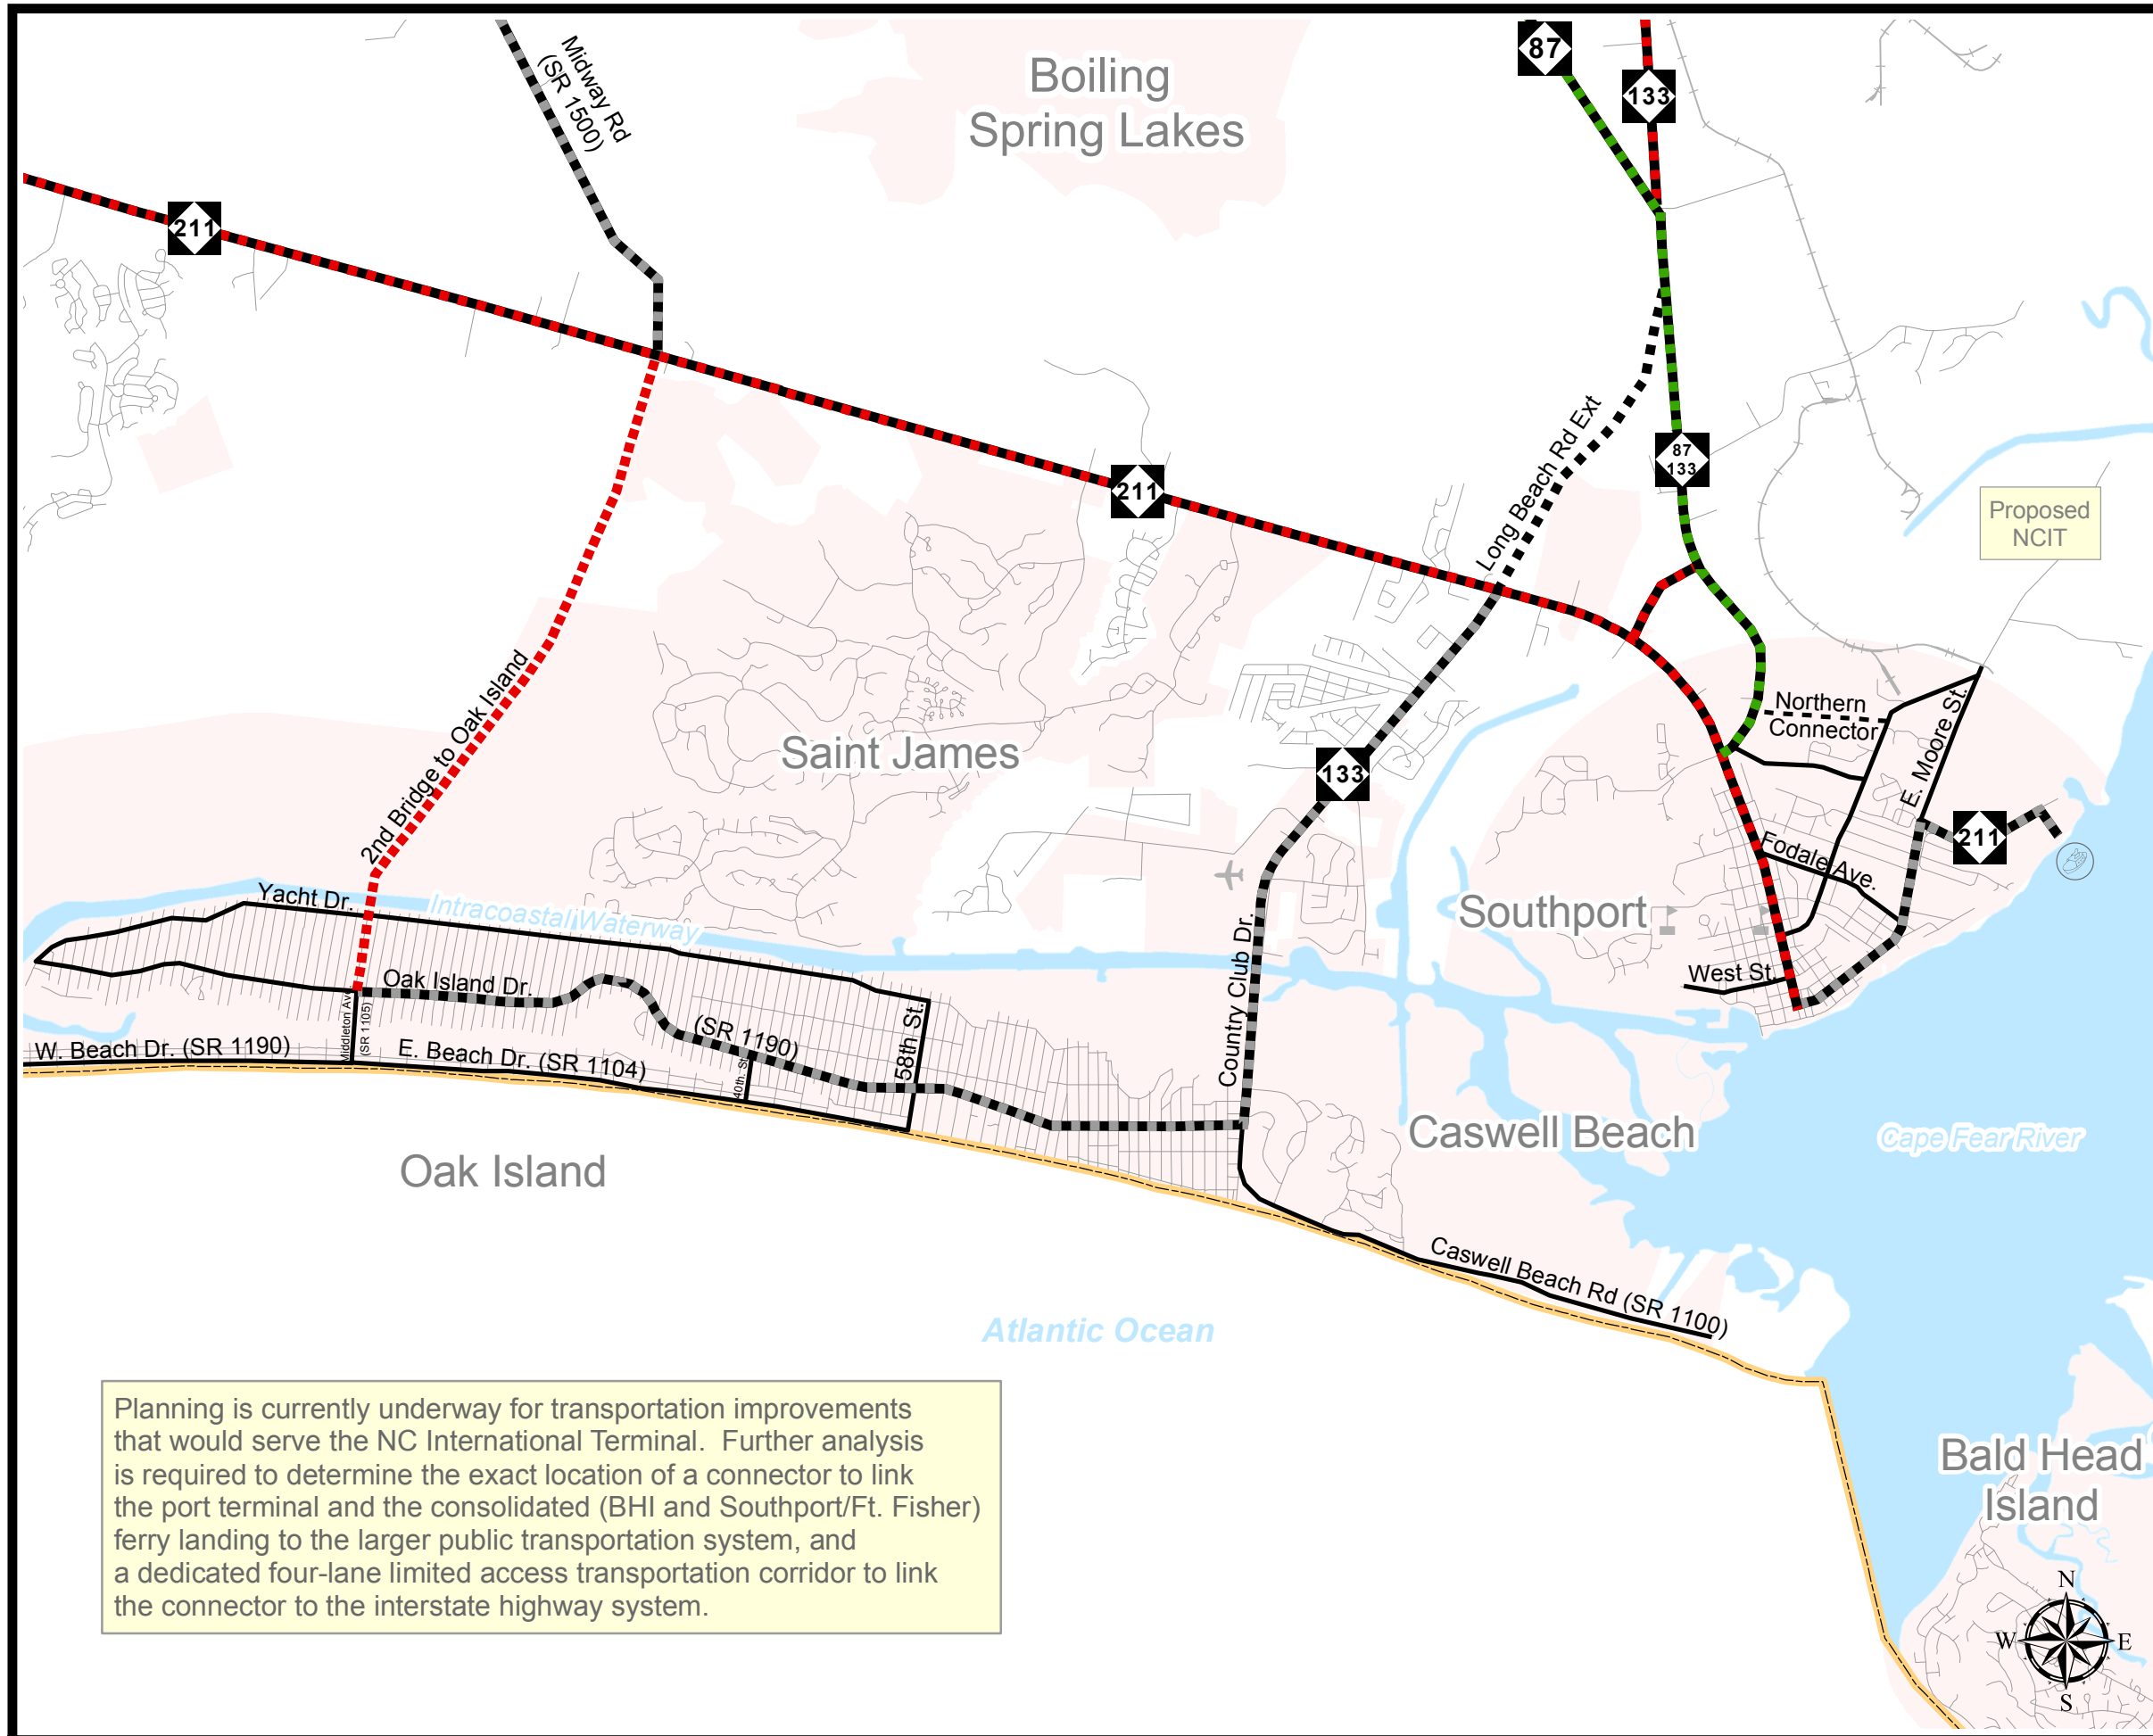 87
133
Midway Rd
(SR 1500)
Boiling
Spring Lakes
211
211
Long Beach Rd Ext
87
133
Proposed
NCIT
2nd Bridge to Oak Island
Saint James
133
Northern
Connector
E. Moore St.
211
Fodale Ave.
Yacht Dr.
Intracoastal Waterway
Southport
Country Club Dr.
West St.
Oak Island Dr.
(SR 1190)
58th St.
Middleton Ave
(SR 1105)
W. Beach Dr. (SR 1190)
E. Beach Dr. (SR 1104)
40th. St.
Caswell Beach
Cape Fear River
Oak Island
Caswell Beach Rd (SR 1100)
Atlantic Ocean
Planning is currently underway for transportation improvements
that would serve the NC International Terminal.  Further analysis
is required to determine the exact location of a connector to link
the port terminal and the consolidated (BHI and Southport/Ft. Fisher)
ferry landing to the larger public transportation system, and
a dedicated four-lane limited access transportation corridor to link
the connector to the interstate highway system.
Bald Head
Island
N
W
E
S